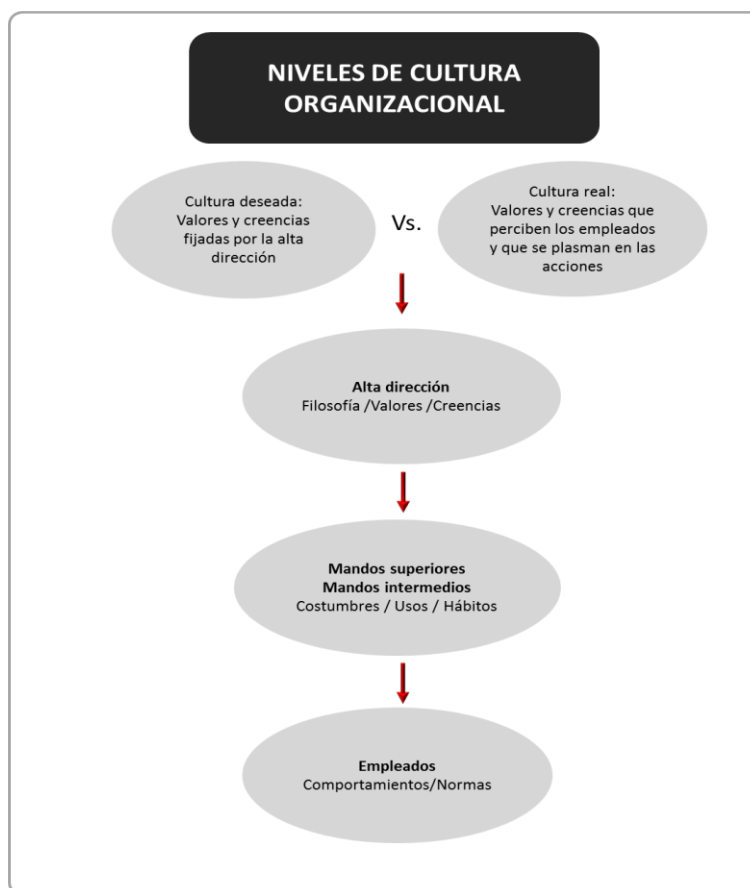 NIVELES DE CULTURA
ORGANIZACIONAL
Cultura deseada:
Valores y creencias
fijadas por la alta
dirección
Vs.
Cultura real:
Valores y creencias que
perciben los empleados
y que se plasman en las
acciones
Alta dirección
Filosofía /Valores /Creencias
Mandos superiores
Mandos intermedios
Costumbres / Usos / Hábitos
Empleados
Comportamientos/Normas